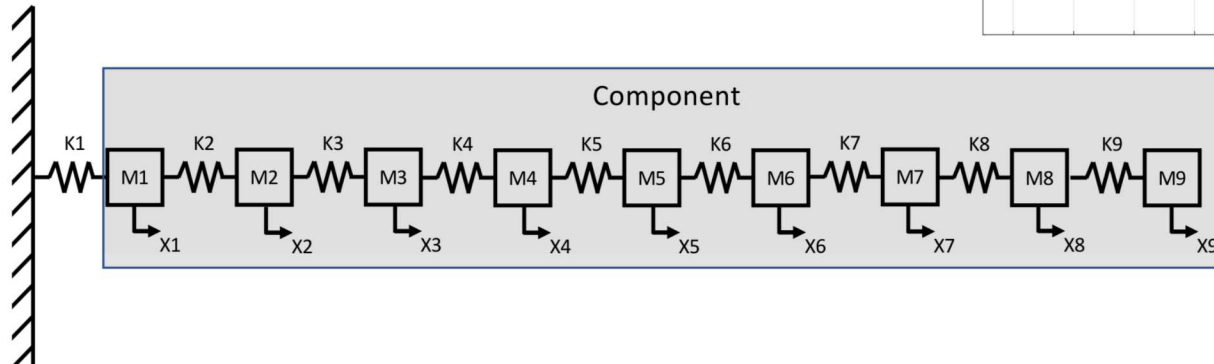 Component
K1 K2 K3 K4 K5 K6 K7 K8 K9
M1 M2 M3 M4 M5 M6 M7 M8 M9
X1 X2 X3 X4 X5 X6 X7 X8 X9